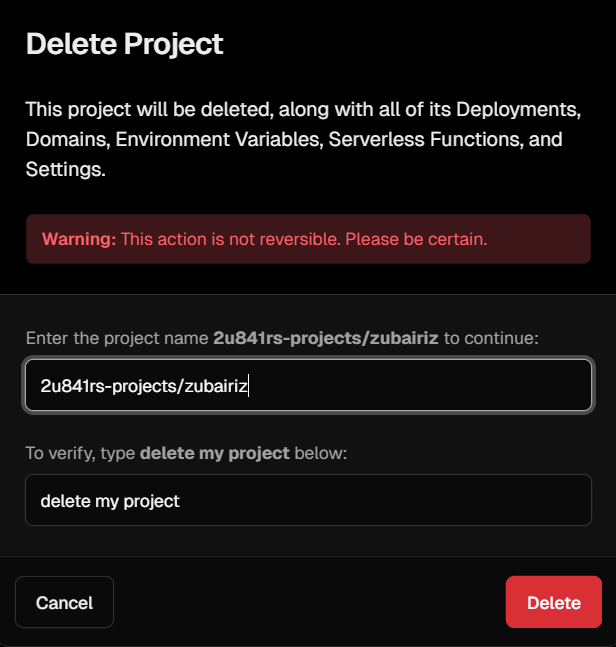 Delete Project
This project will be deleted, along with all of its Deployments,
Domains, Environment Variables, Serverless Functions, and
Settings.
Warning: This action is not reversible. Please be certain.
Enter the project name 2u841rs-projects/zubairiz to continue:
2u841rs-projects/zubairiz
To verify, type delete my project below:
delete my project
Cancel
Delete